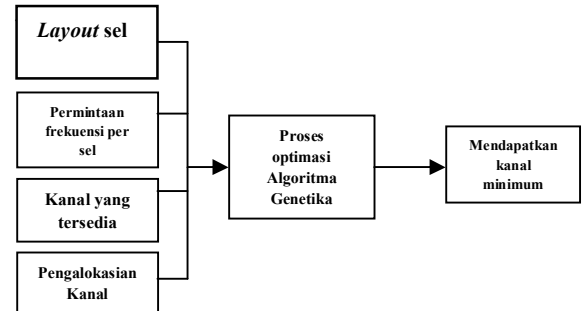 Layout sel
Permintaan
frekuensi per
sel
Kanal yang
tersedia
Pengalokasian
Kanal
Proses
optimasi
Algoritma
Genetika
Mendapatkan
kanal
minimum